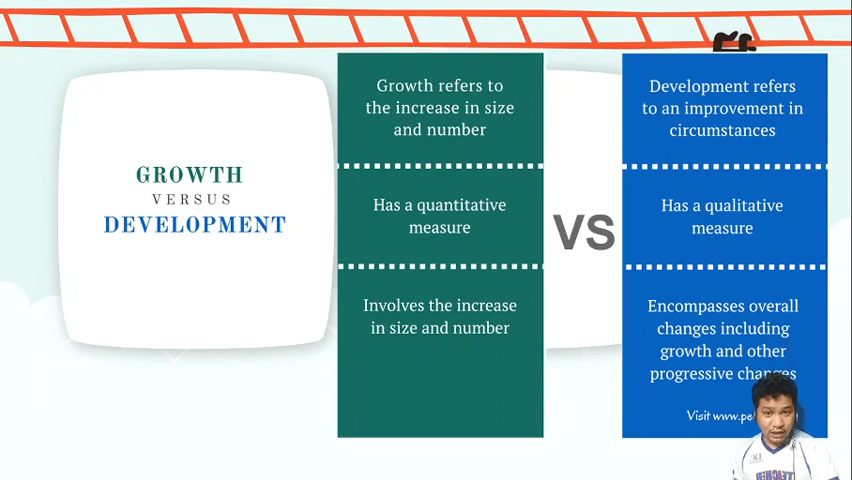 GROWTH
VERSUS
DEVELOPMENT
Growth refers to
the increase in size
and number
Has a quantitative
measure
Involves the increase
in size and number
VS
Development refers
to an improvement in
circumstances
Has a qualitative
measure
Encompasses overall
changes including
growth and other
progressive changes
Visit